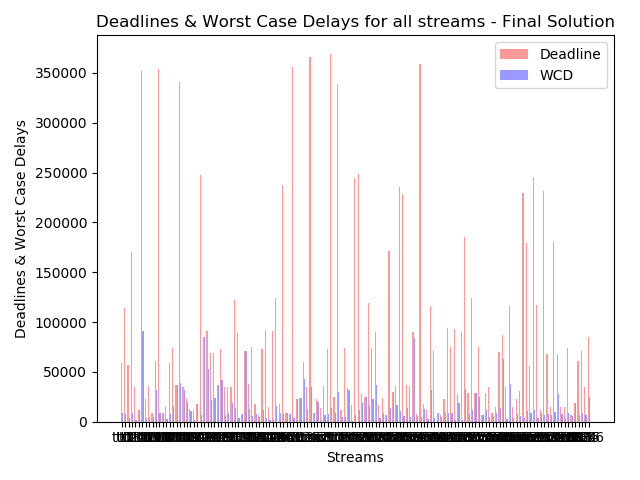 Deadlines & Worst Case Delays for all streams - Final Solution
Deadline
WCD
Deadlines & Worst Case Delays
350000
300000
250000
200000
150000
100000
50000
0
Streams